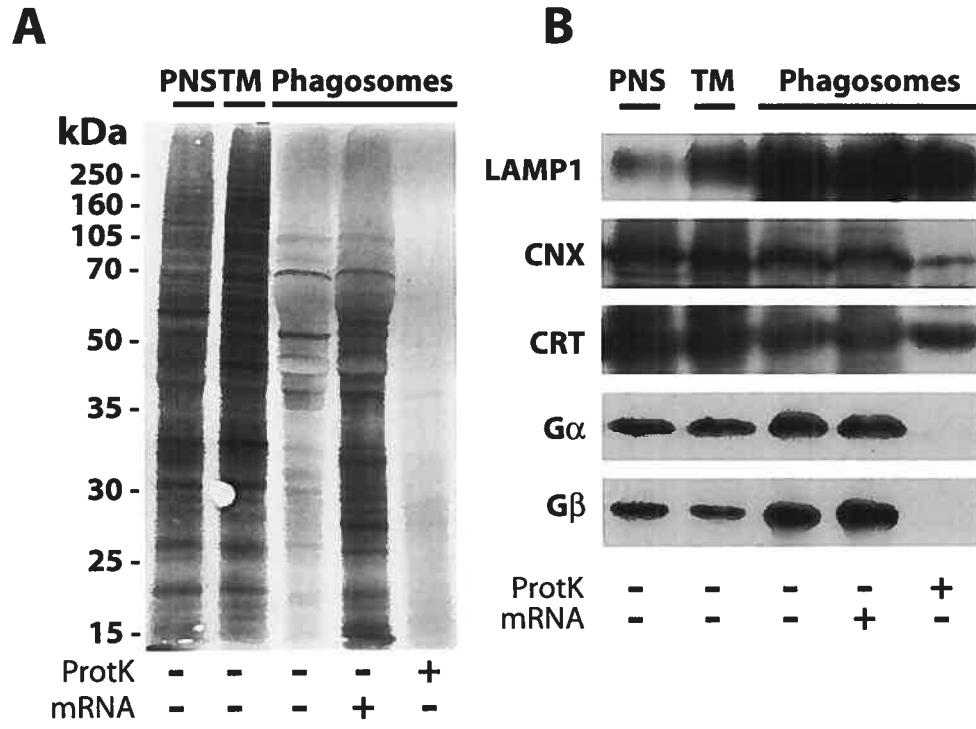 A
PNS TM Phagosomes
kDa
250 -
160 -
105 -
70 -
50 -
35 -
30 -
25 -
15 -
ProtK - - - - +
mRNA - - - + -
B
PNS TM Phagosomes
LAMP1
CNX
CRT
Gα
Gβ
ProtK - - - - +
mRNA - - - + -